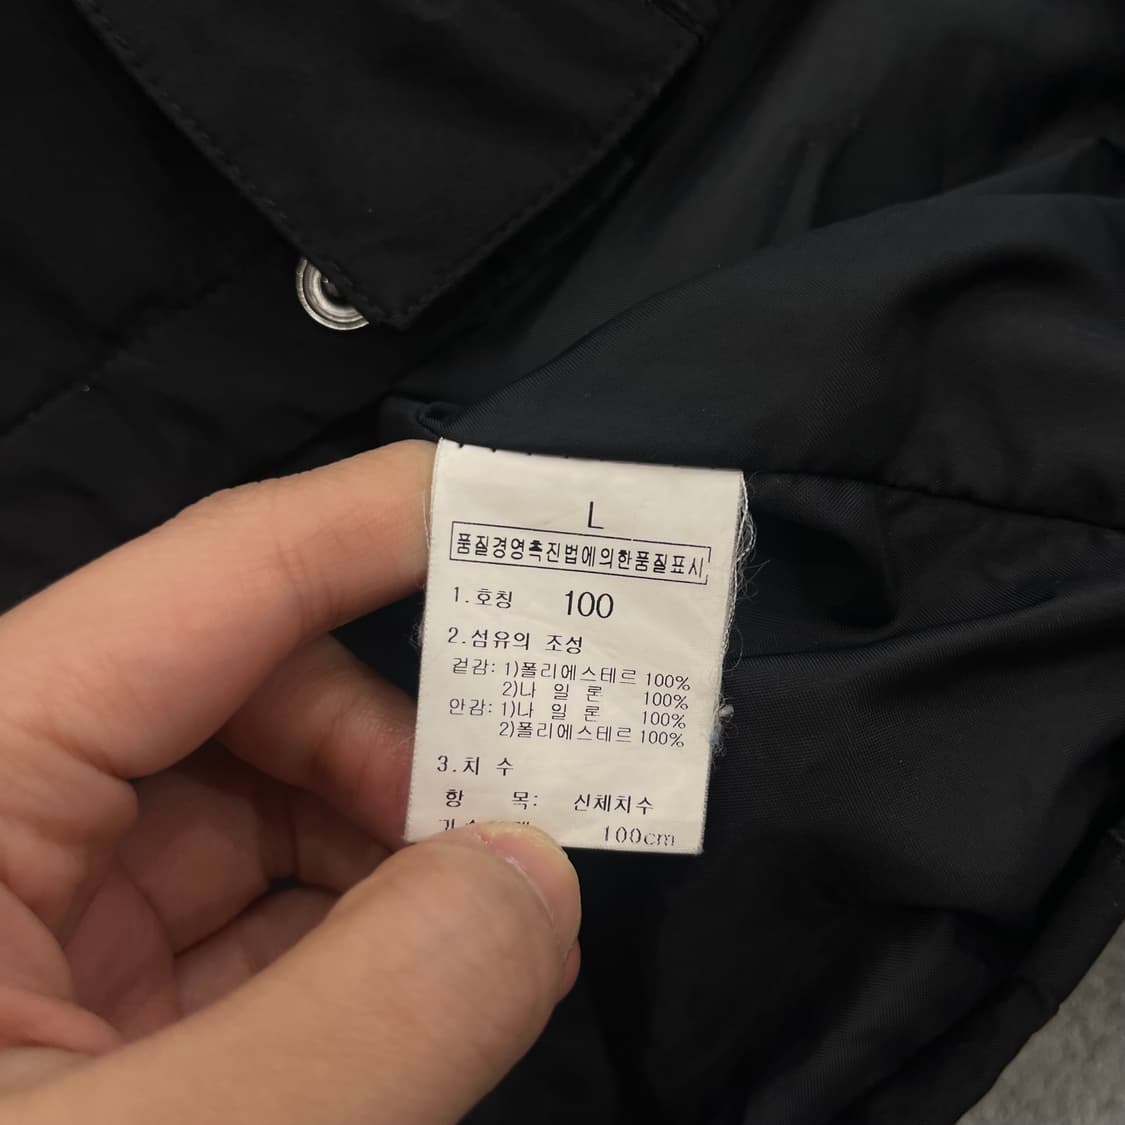 L
품질경영촉진법에의한품질표시
1.호칭 100
2.섬유의 조성
겉감: 1)폴리에스테르 100%
2)나 일 론 100%
안감: 1)나 일 론 100%
2)폴리에스테르 100%
3.치 수
항 목: 신체치수
100cm